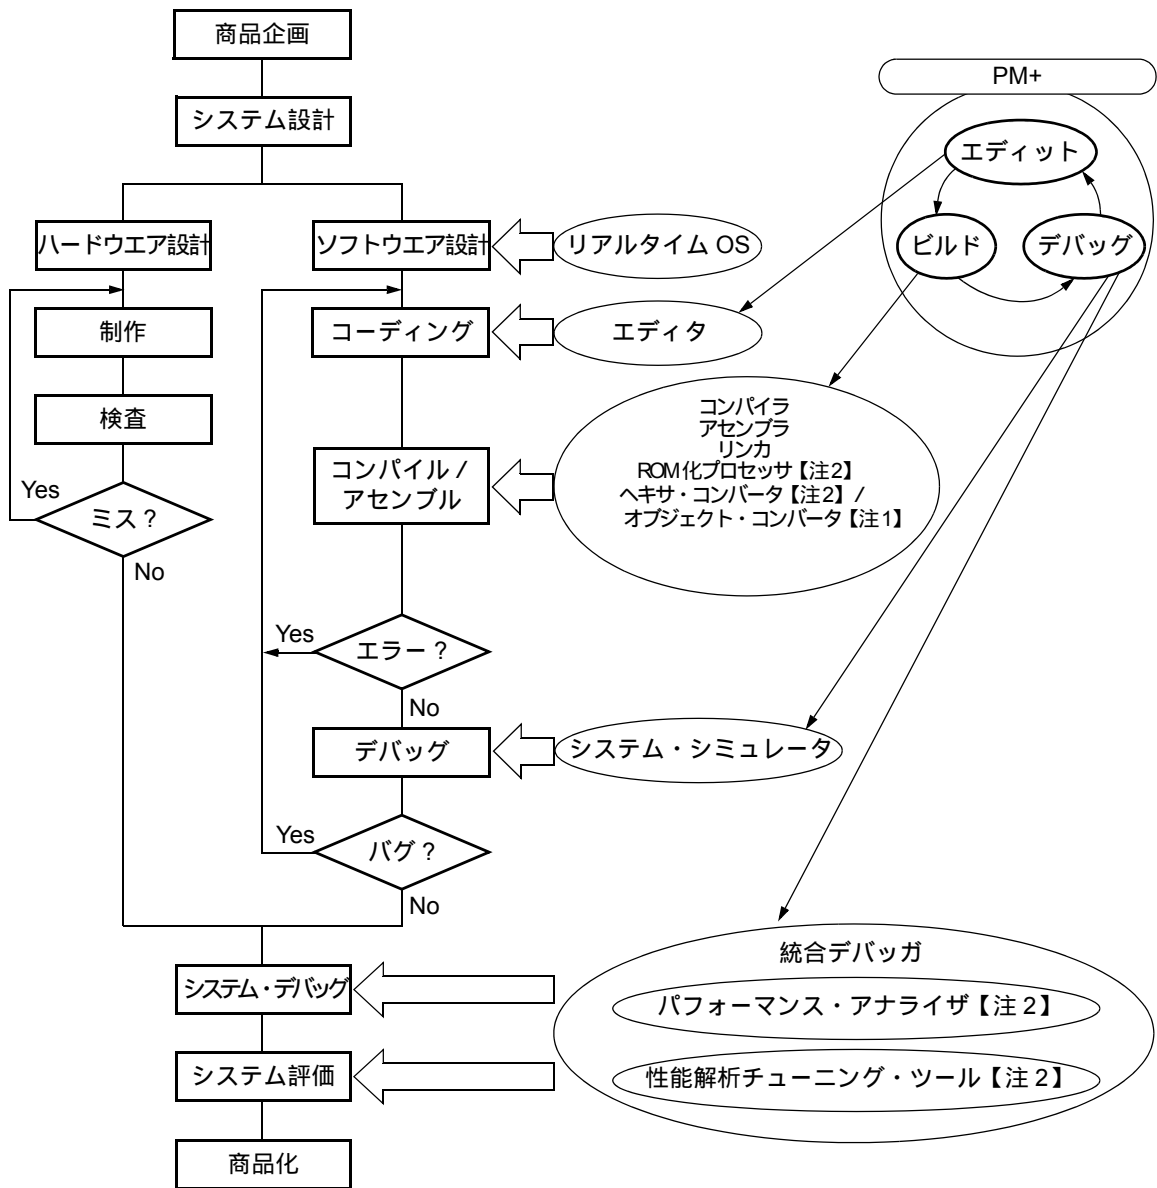 商品企画
システム設計
ハードウエア設計
ソフトウエア設計
リアルタイム OS
制作
コーディング
エディタ
検査
コンパイル /
アセンブル
コンパイラ
アセンブラ
リンカ
ROM化プロセッサ【注2】
ヘキサ・コンバータ【注2】/
オブジェクト・コンバータ【注1】
Yes
ミス？
No
Yes
エラー？
No
デバッグ
システム・シミュレータ
Yes
バグ？
No
システム・デバッグ
システム評価
商品化
PM+
エディット
ビルド
デバッグ
統合デバッガ
パフォーマンス・アナライザ【注2】
性能解析チューニング・ツール【注2】